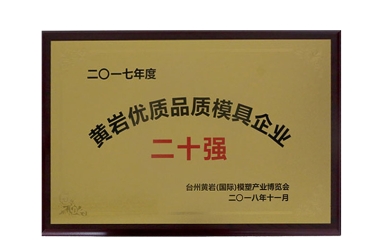 二〇一七年度
黄岩优质品质模具企业
二十强
台州黄岩(国际)模塑产业博览会
二〇一八年十一月